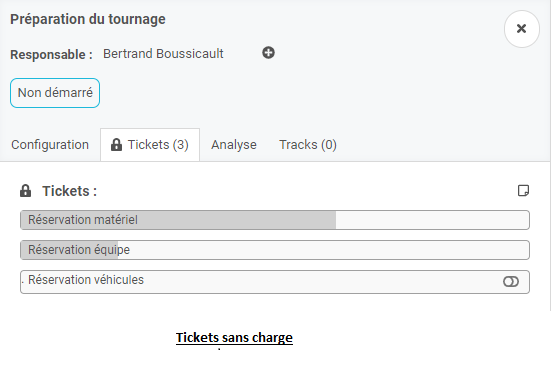 Préparation du tournage
Responsable : Bertrand Boussicault
Non démarré
Configuration Tickets (3) Analyse Tracks (0)
Tickets :
Réservation matériel
Réservation équipe
. Réservation véhicules
Tickets sans charge